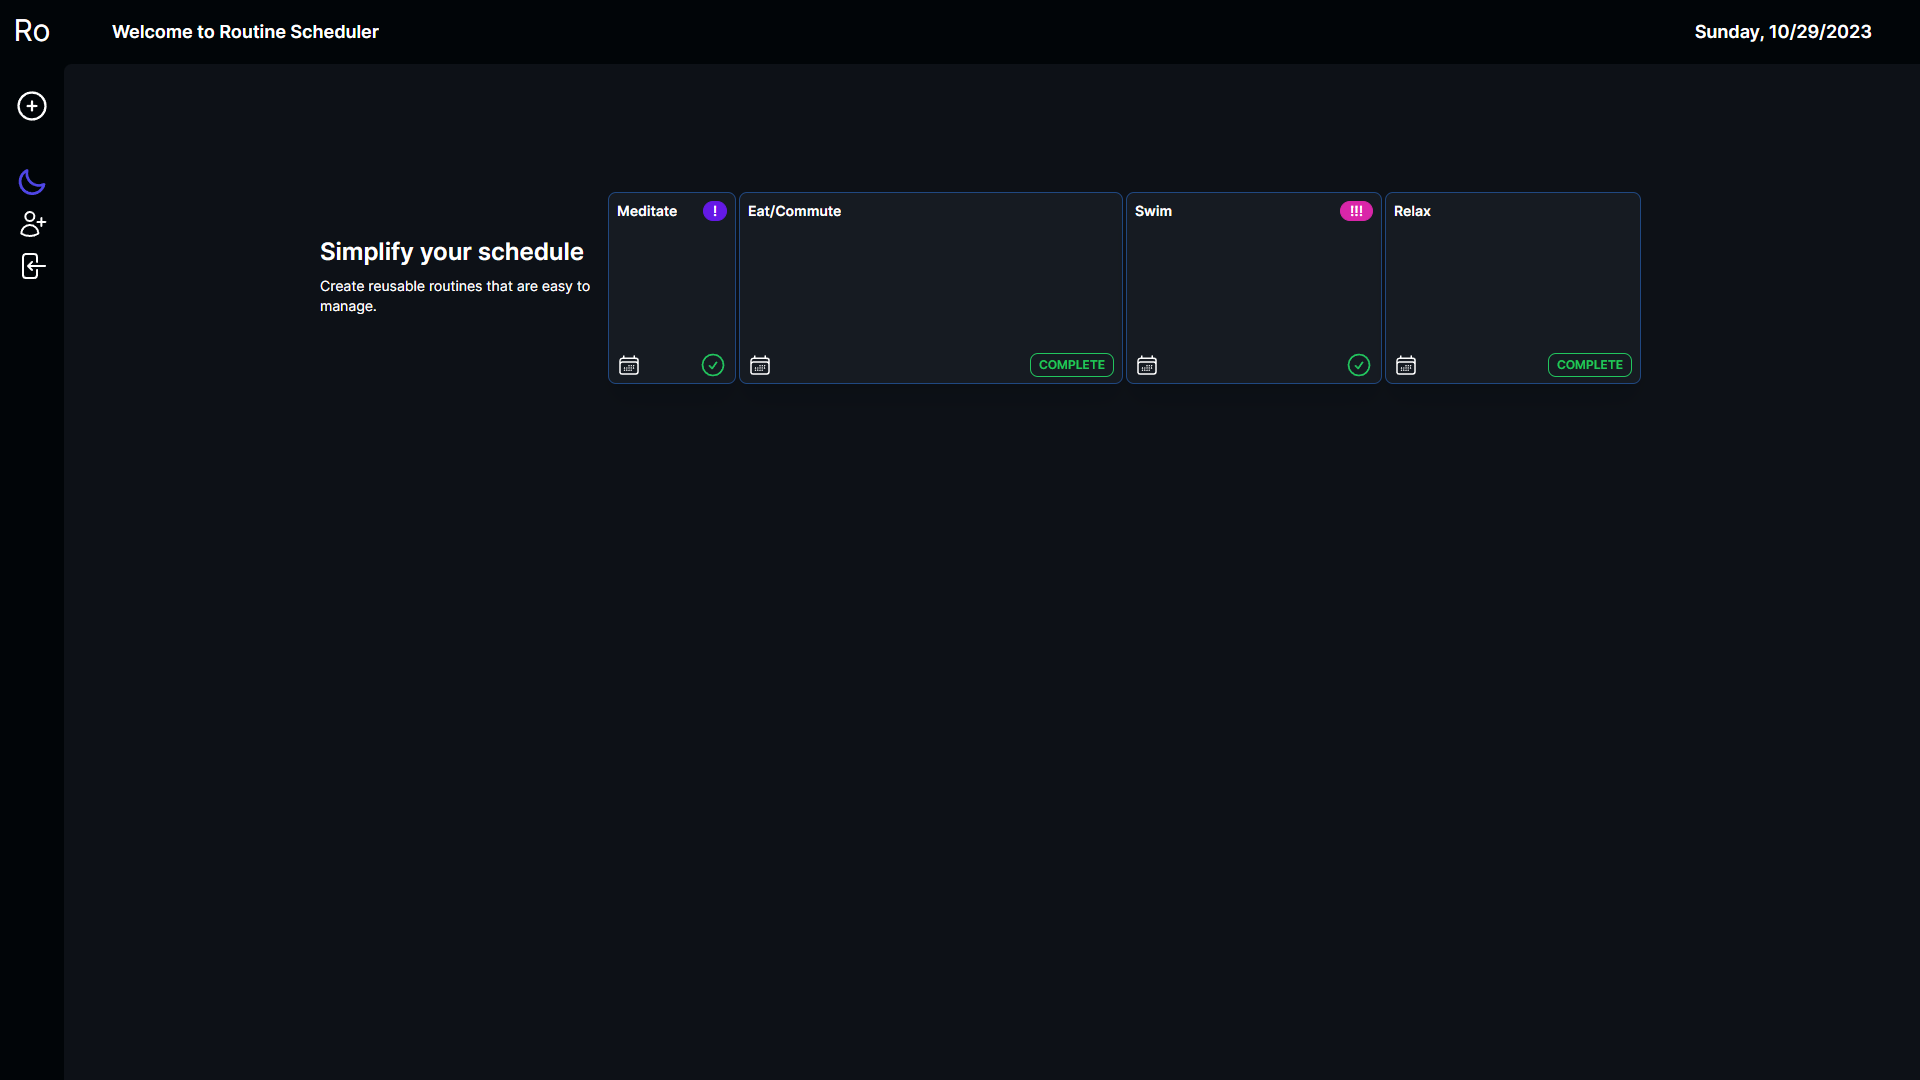 Ro
Welcome to Routine Scheduler
Sunday, 10/29/2023
Simplify your schedule
Create reusable routines that are easy to
manage.
Meditate !
Eat/Commute
COMPLETE
Swim !!!
Relax
COMPLETE